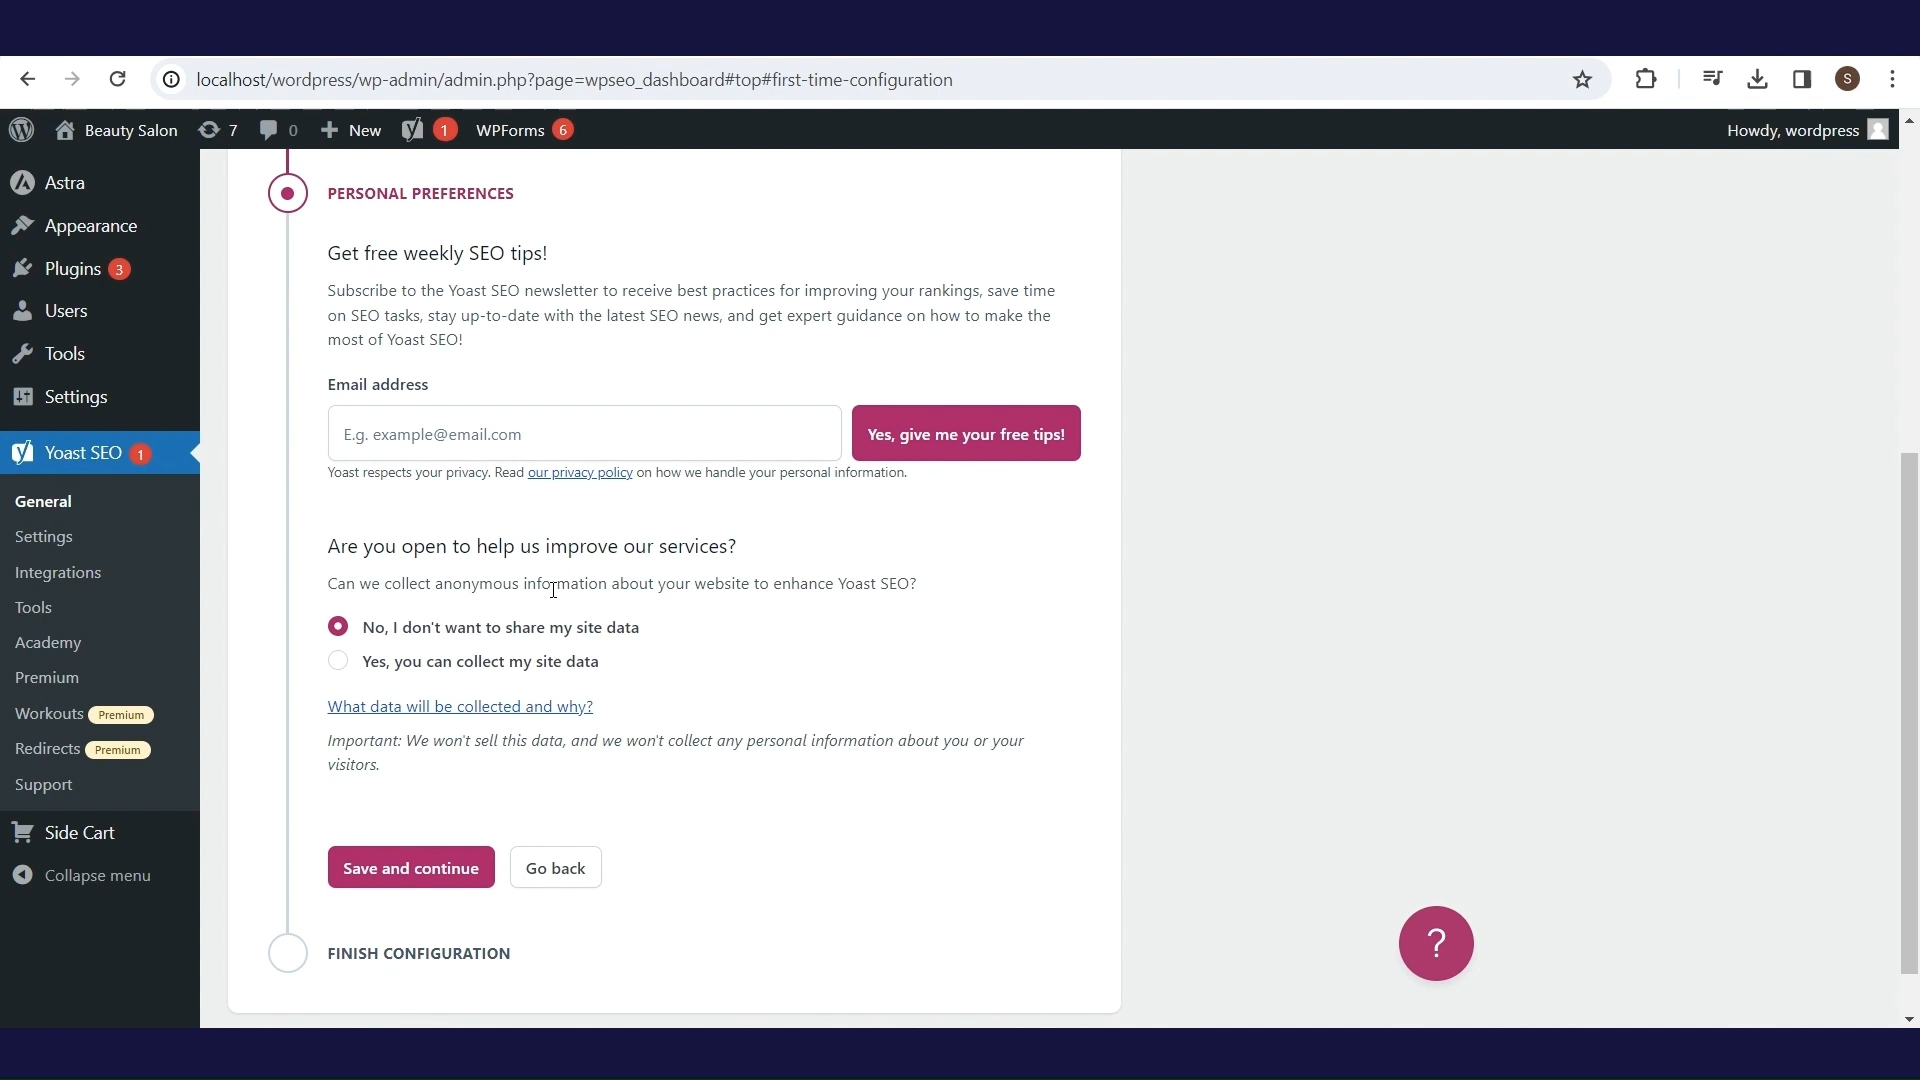 localhost/wordpress/wp-admin/admin.php?page=wpseo_dashboard#top#first-time-configuration
S
Beauty Salon 7 0 New 1 WPForms 6 Howdy, wordpress
Astra
Appearance
Plugins 3
Users
Tools
Settings
Yoast SEO 1
General
Settings
Integrations
Tools
Academy
Premium
Workouts Premium
Redirects Premium
Support
Side Cart
Collapse menu
PERSONAL PREFERENCES
Get free weekly SEO tips!
Subscribe to the Yoast SEO newsletter to receive best practices for improving your rankings, save time
on SEO tasks, stay up-to-date with the latest SEO news, and get expert guidance on how to make the
most of Yoast SEO!
Email address
E.g. example@email.com
Yes, give me your free tips!
Yoast respects your privacy. Read our privacy policy on how we handle your personal information.
Are you open to help us improve our services?
Can we collect anonymous information about your website to enhance Yoast SEO?
No, I don't want to share my site data
Yes, you can collect my site data
What data will be collected and why?
Important: We won't sell this data, and we won't collect any personal information about you or your
visitors.
Save and continue Go back
FINISH CONFIGURATION
?